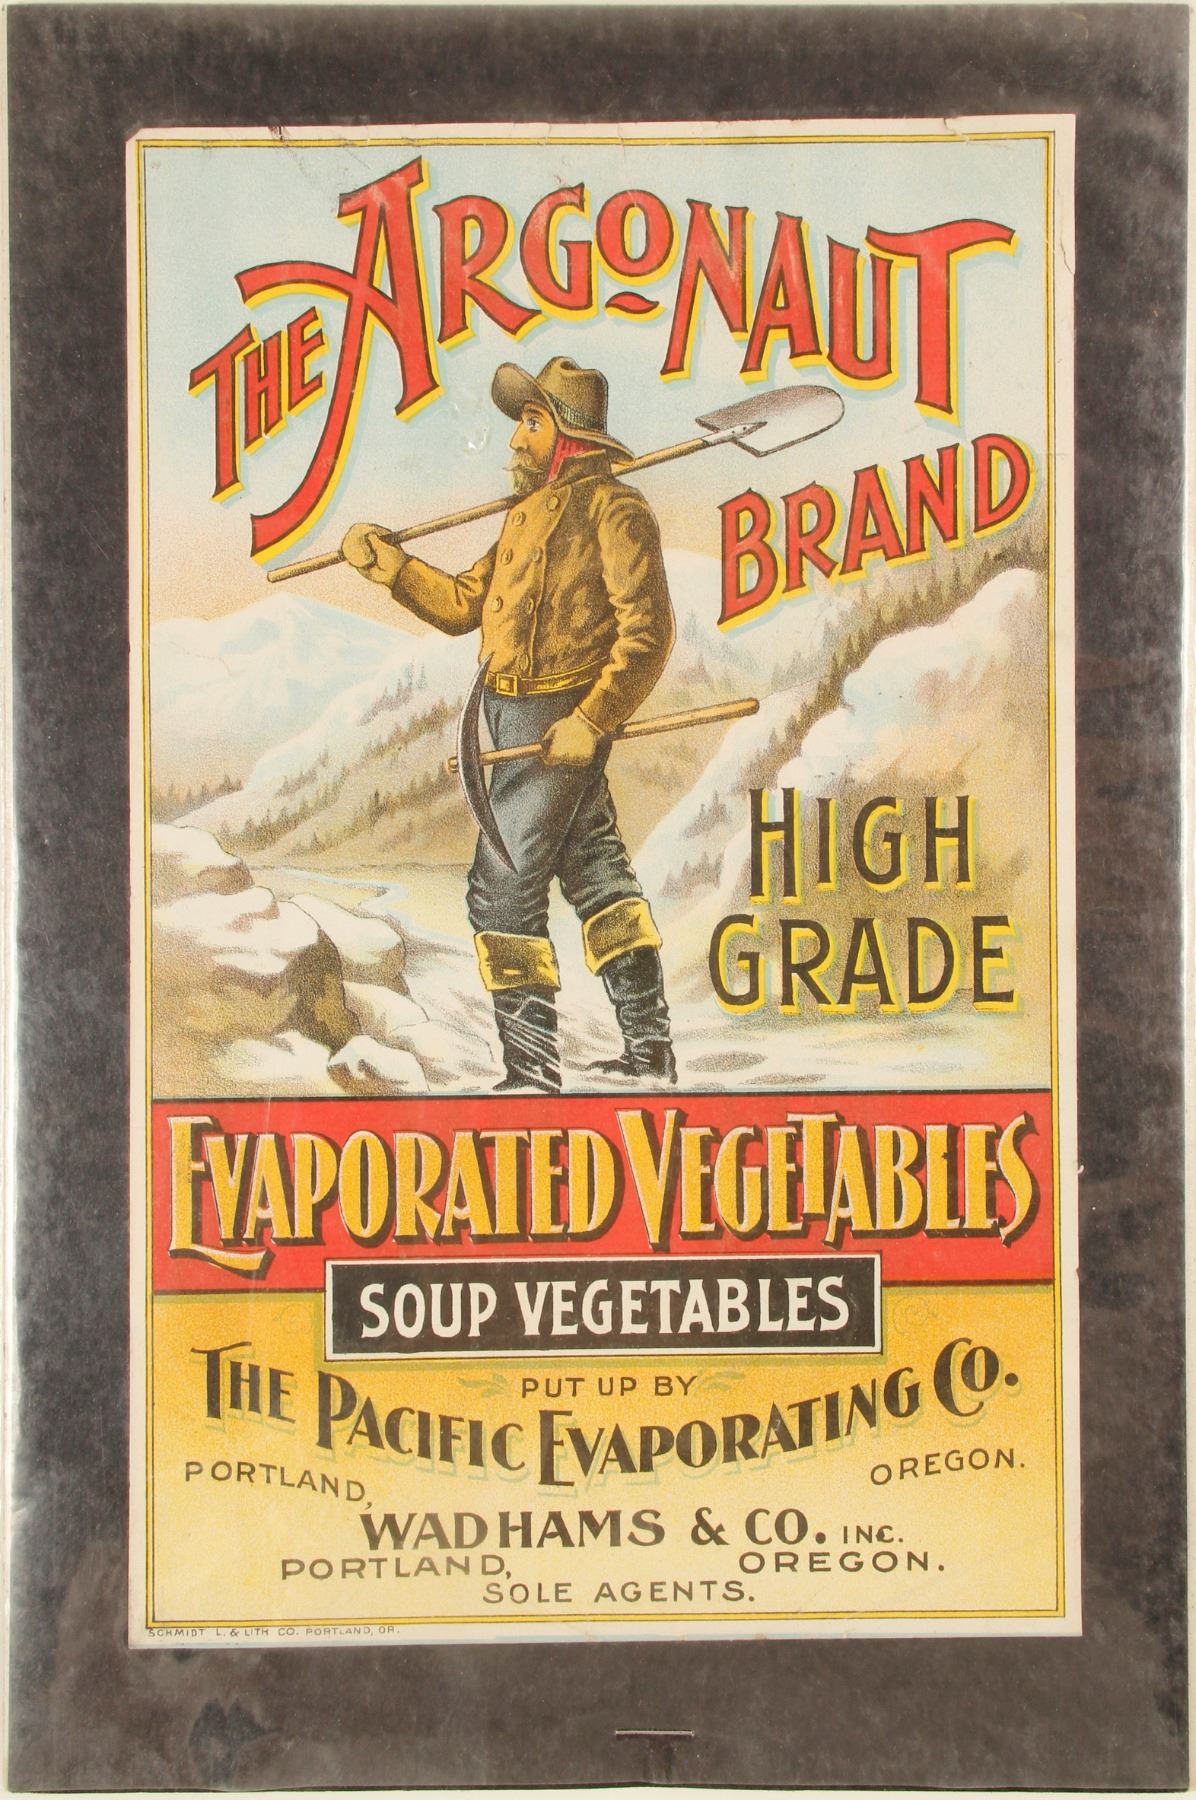 THE ARGONAUT
BRAND
HIGH
GRADE
EVAPORATED VEGETABLES
SOUP VEGETABLES
PUT UP BY
THE PACIFIC EVAPORATING CO.
PORTLAND, OREGON.
WADHAMS & CO. INC.
PORTLAND, OREGON.
SOLE AGENTS.
SCHMIDT L. & LITH CO. PORTLAND, OR.